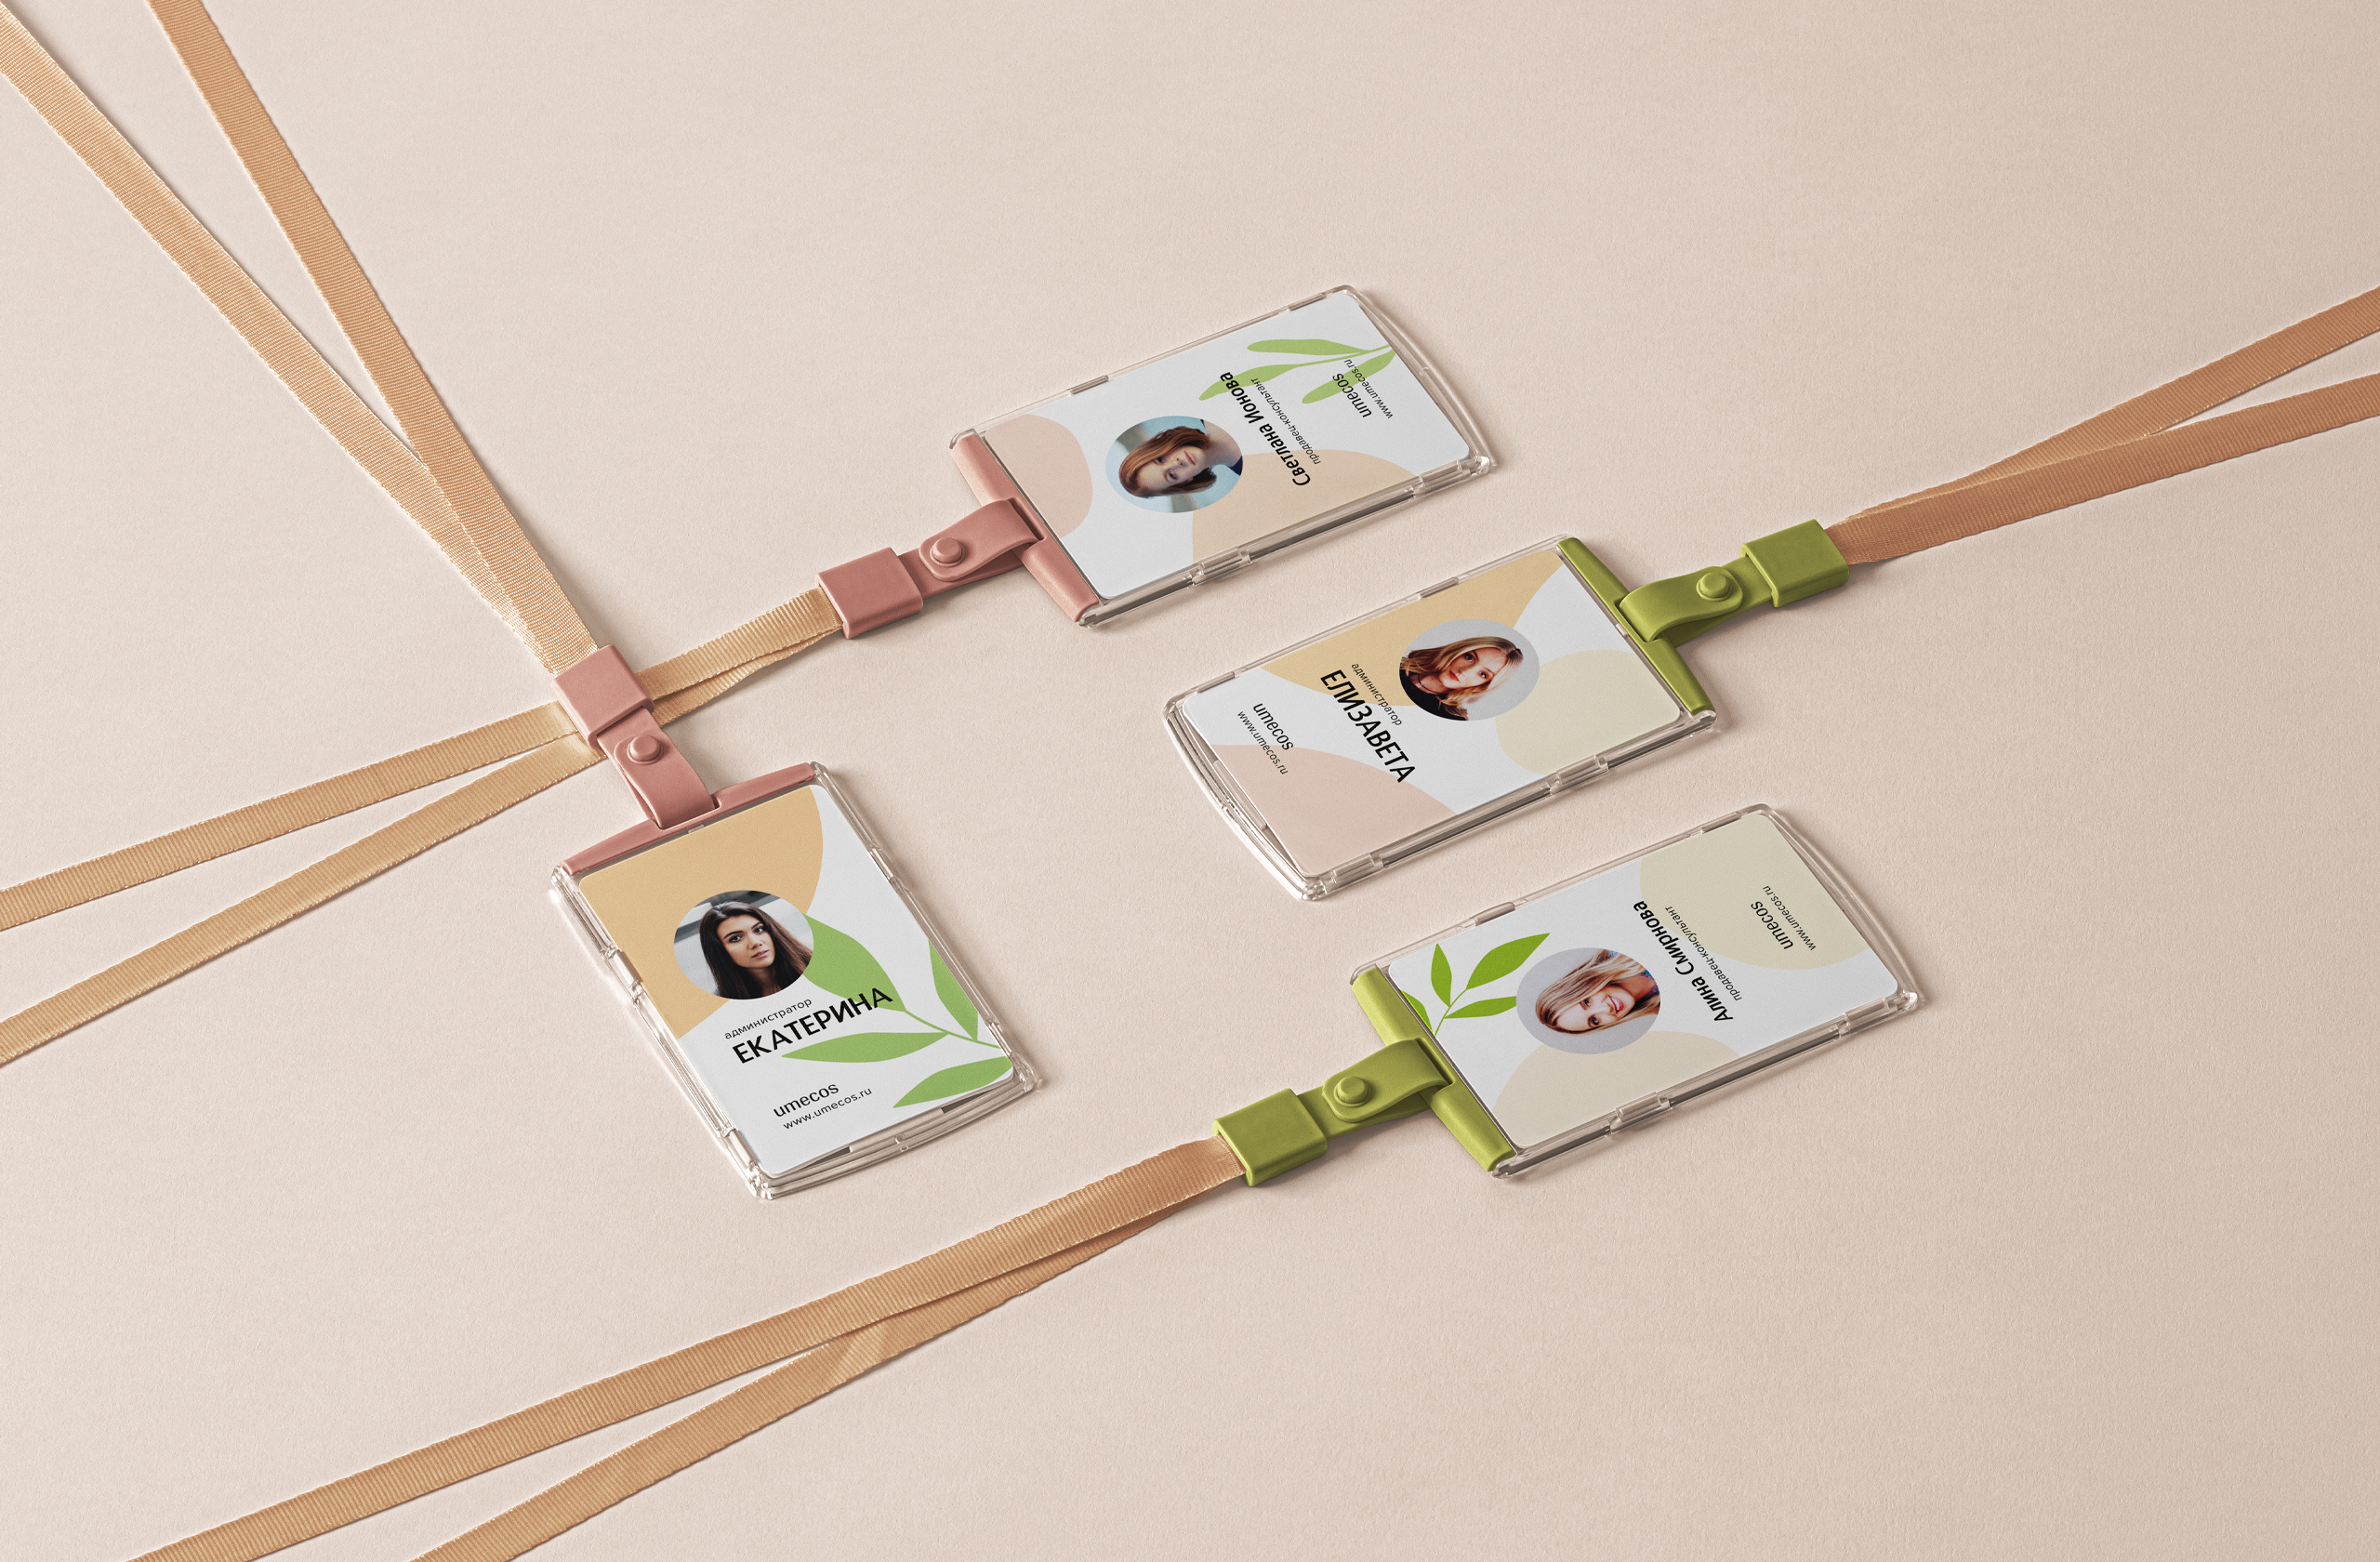 Светлана Ионова
продавец-консультант
umecos
www.umecos.ru
администратор
ЕЛИЗАВЕТА
umecos
www.umecos.ru
администратор
ЕКАТЕРИНА
umecos
www.umecos.ru
Алина Смирнова
продавец-консультант
umecos
www.umecos.ru